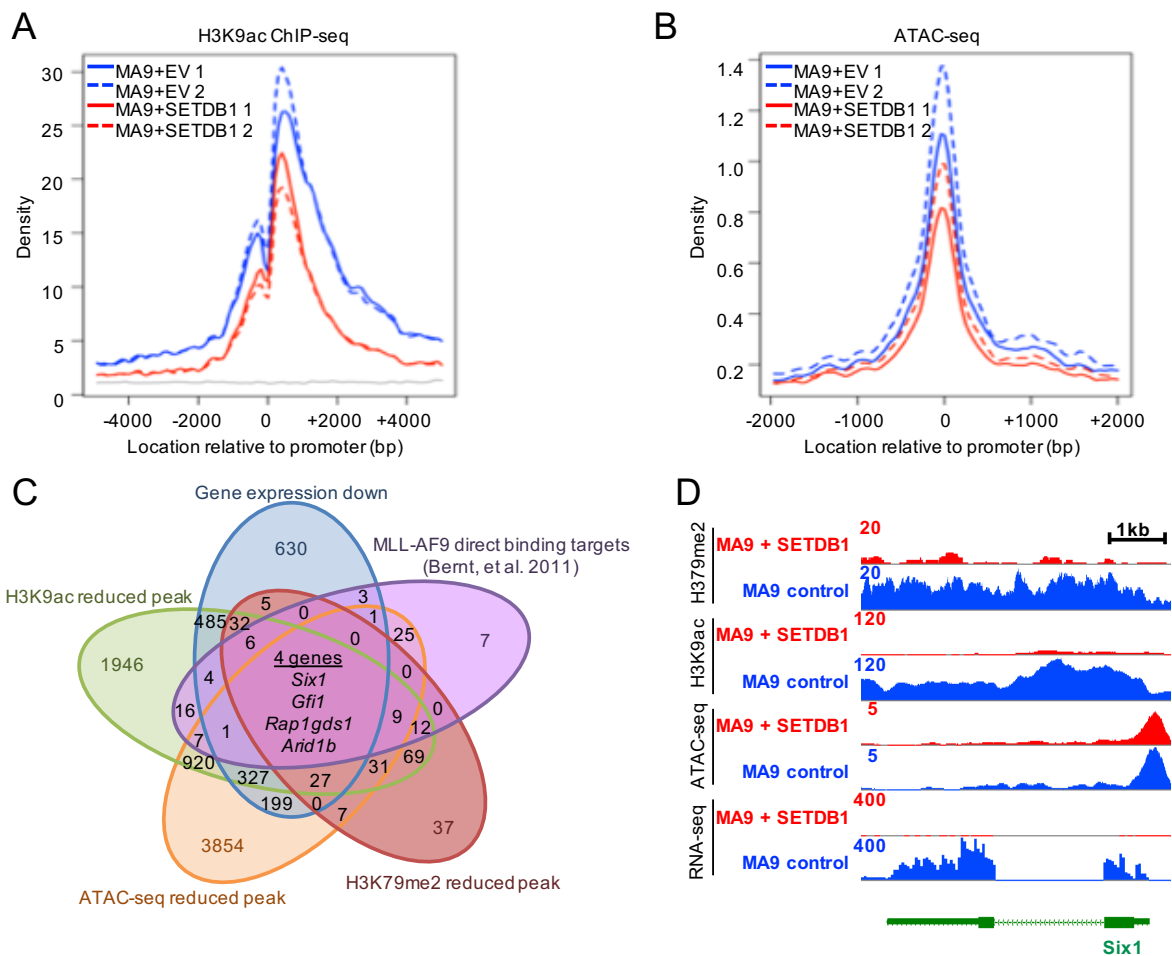 A
H3K9ac ChIP-seq
MA9+EV 1
MA9+EV 2
MA9+SETDB1 1
MA9+SETDB1 2
Density
30
25
20
15
10
5
0
-4000
-2000
0
+2000
+4000
Location relative to promoter (bp)
B
ATAC-seq
MA9+EV 1
MA9+EV 2
MA9+SETDB1 1
MA9+SETDB1 2
Density
1.4
1.2
1.0
0.8
0.6
0.4
0.2
-2000
-1000
0
+1000
+2000
Location relative to promoter (bp)
C
Gene expression down
MLL-AF9 direct binding targets
(Bernt, et al. 2011)
H3K9ac reduced peak
ATAC-seq reduced peak
H3K79me2 reduced peak
630
3
5
0
1
485
32
25
7
6
0
1946
4 genes
Six1
Gfi1
Rap1gds1
Arid1b
4
0
16
9
0
12
7
1
920
31
69
327
27
199
0
7
3854
37
D
1kb
H379me2
MA9 + SETDB1
20
MA9 control
20
H3K9ac
MA9 + SETDB1
120
MA9 control
120
ATAC-seq
MA9 + SETDB1
5
MA9 control
5
RNA-seq
MA9 + SETDB1
400
MA9 control
400
Six1